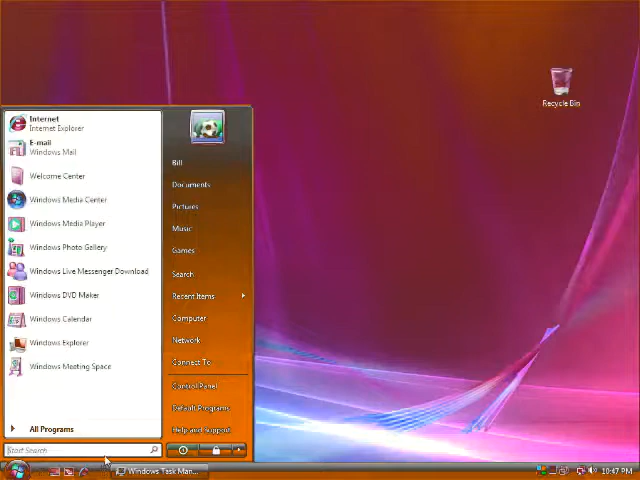 Recycle Bin
Internet
Internet Explorer
E-mail
Windows Mail
Welcome Center
Windows Media Center
Windows Media Player
Windows Photo Gallery
Windows Live Messenger Download
Windows DVD Maker
Windows Calendar
Windows Explorer
Windows Meeting Space
All Programs
Start Search
Bill
Documents
Pictures
Music
Games
Search
Recent Items
Computer
Network
Connect To
Control Panel
Default Programs
Help and Support
Windows Task Man...
10:47 PM